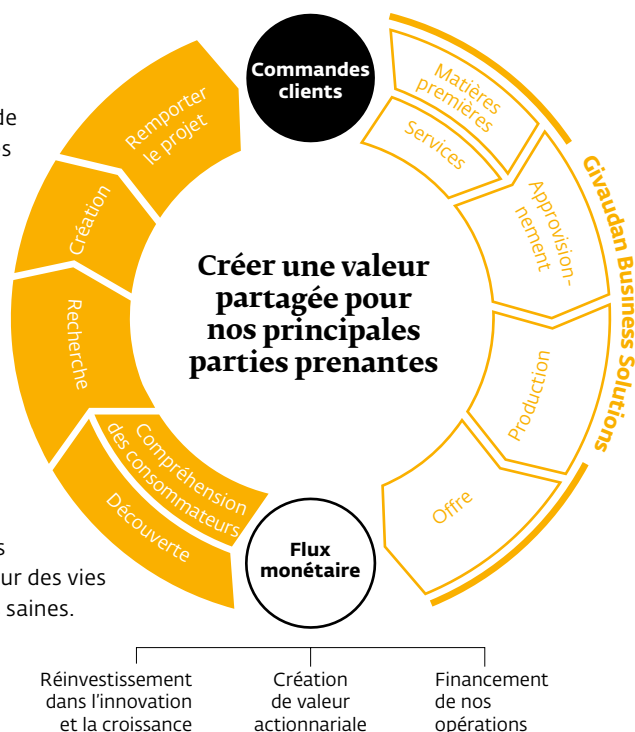 de
s
s
ur des vies
saines.
Commandes
clients
Matières
premières
Services
Approvision-
nement
Production
Offre
Givaudan Business Solutions
Flux
monétaire
Découverte
Compréhension
des consommateurs
Recherche
Création
Remporter
le projet
Créer une valeur
partagée pour
nos principales
parties prenantes
Réinvestissement
dans l'innovation
et la croissance
Création
de valeur
actionnariale
Financement
de nos
opérations